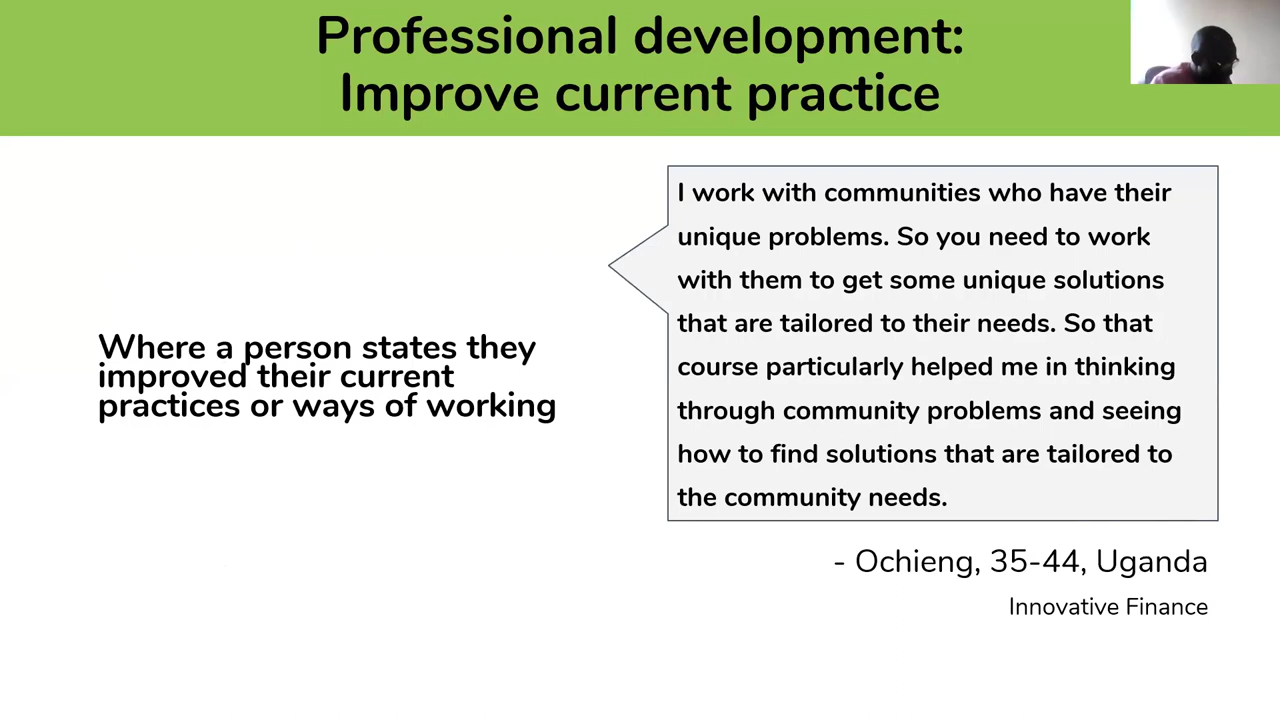 Professional development:
Improve current practice
Where a person states they
improved their current
practices or ways of working
I work with communities who have their
unique problems. So you need to work
with them to get some unique solutions
that are tailored to their needs. So that
course particularly helped me in thinking
through community problems and seeing
how to find solutions that are tailored to
the community needs.
- Ochieng, 35-44, Uganda
Innovative Finance